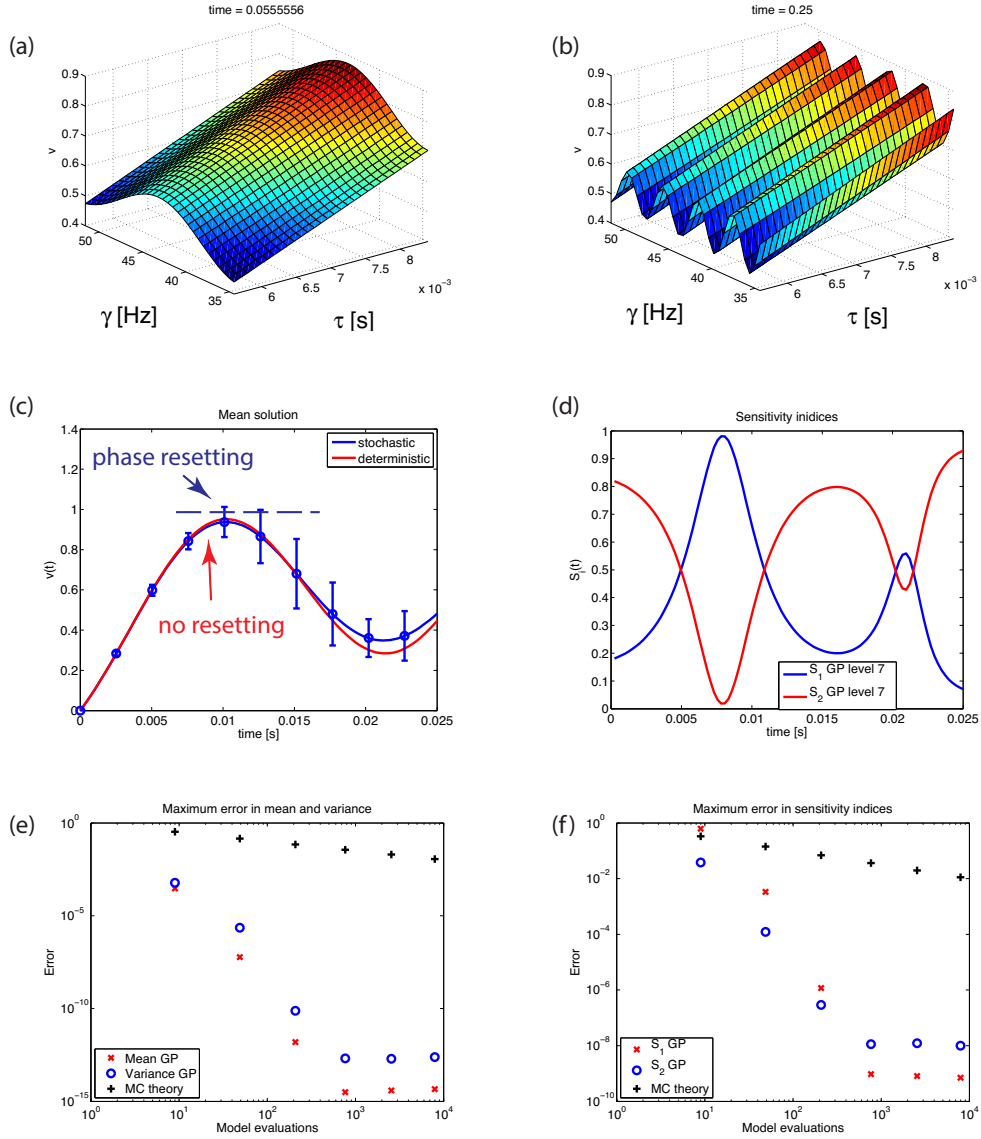 time = 0.0555556
(a)
0.9
0.8
0.7
0.6
0.5
0.4
v
50
45
40
35
6
6.5
7
7.5
8
x 10⁻³
γ [Hz]
τ [s]
time = 0.25
(b)
0.9
0.8
0.7
0.6
0.5
0.4
v
50
45
40
35
6
6.5
7
7.5
8
x 10⁻³
γ [Hz]
τ [s]
(c)
Mean solution
1.4
1.2
1
0.8
0.6
0.4
0.2
0
v(t)
stochastic
deterministic
phase resetting
no resetting
0
0.005
0.01
0.015
0.02
0.025
time [s]
(d)
Sensitivity inidices
1
0.9
0.8
0.7
0.6
0.5
0.4
0.3
0.2
0.1
0
Sᵢ(t)
S₁ GP level 7
S₂ GP level 7
0
0.005
0.01
0.015
0.02
0.025
time [s]
(e)
Maximum error in mean and variance
10⁰
10⁻⁵
10⁻¹⁰
10⁻¹⁵
Error
Mean GP
Variance GP
MC theory
10⁰
10¹
10²
10³
10⁴
Model evaluations
(f)
Maximum error in sensitivity indices
10⁰
10⁻²
10⁻⁴
10⁻⁶
10⁻⁸
10⁻¹⁰
Error
S₁ GP
S₂ GP
MC theory
10⁰
10¹
10²
10³
10⁴
Model evaluations